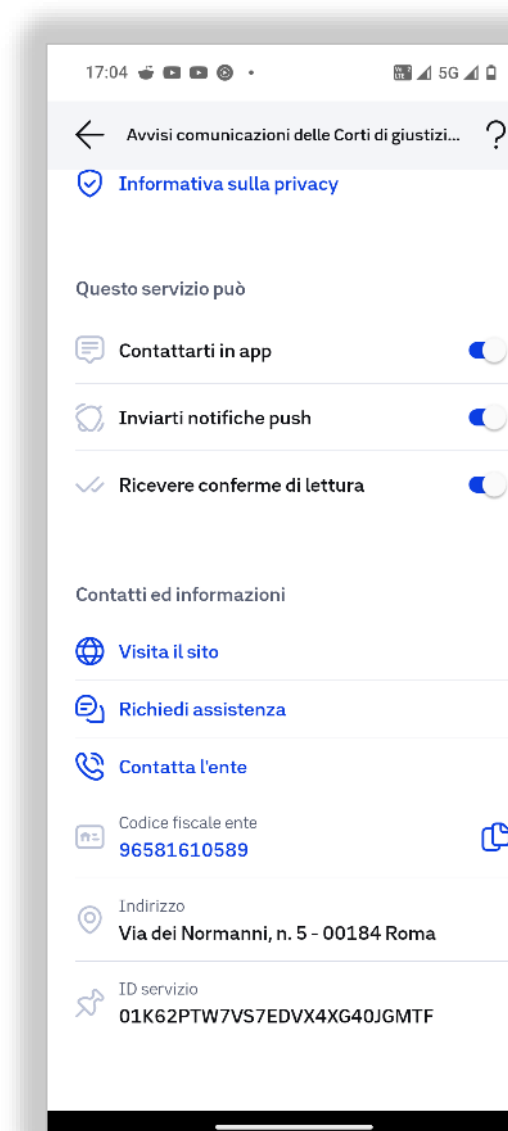 17:04
5G
Avvisi comunicazioni delle Corti di giustizi...
Informativa sulla privacy
Questo servizio può
Contattarti in app
Inviarti notifiche push
Ricevere conferme di lettura
Contatti ed informazioni
Visita il sito
Richiedi assistenza
Contatta l'ente
Codice fiscale ente
96581610589
Indirizzo
Via dei Normanni, n. 5 - 00184 Roma
ID servizio
01K62PTW7VS7EDVX4XG40JGMTF